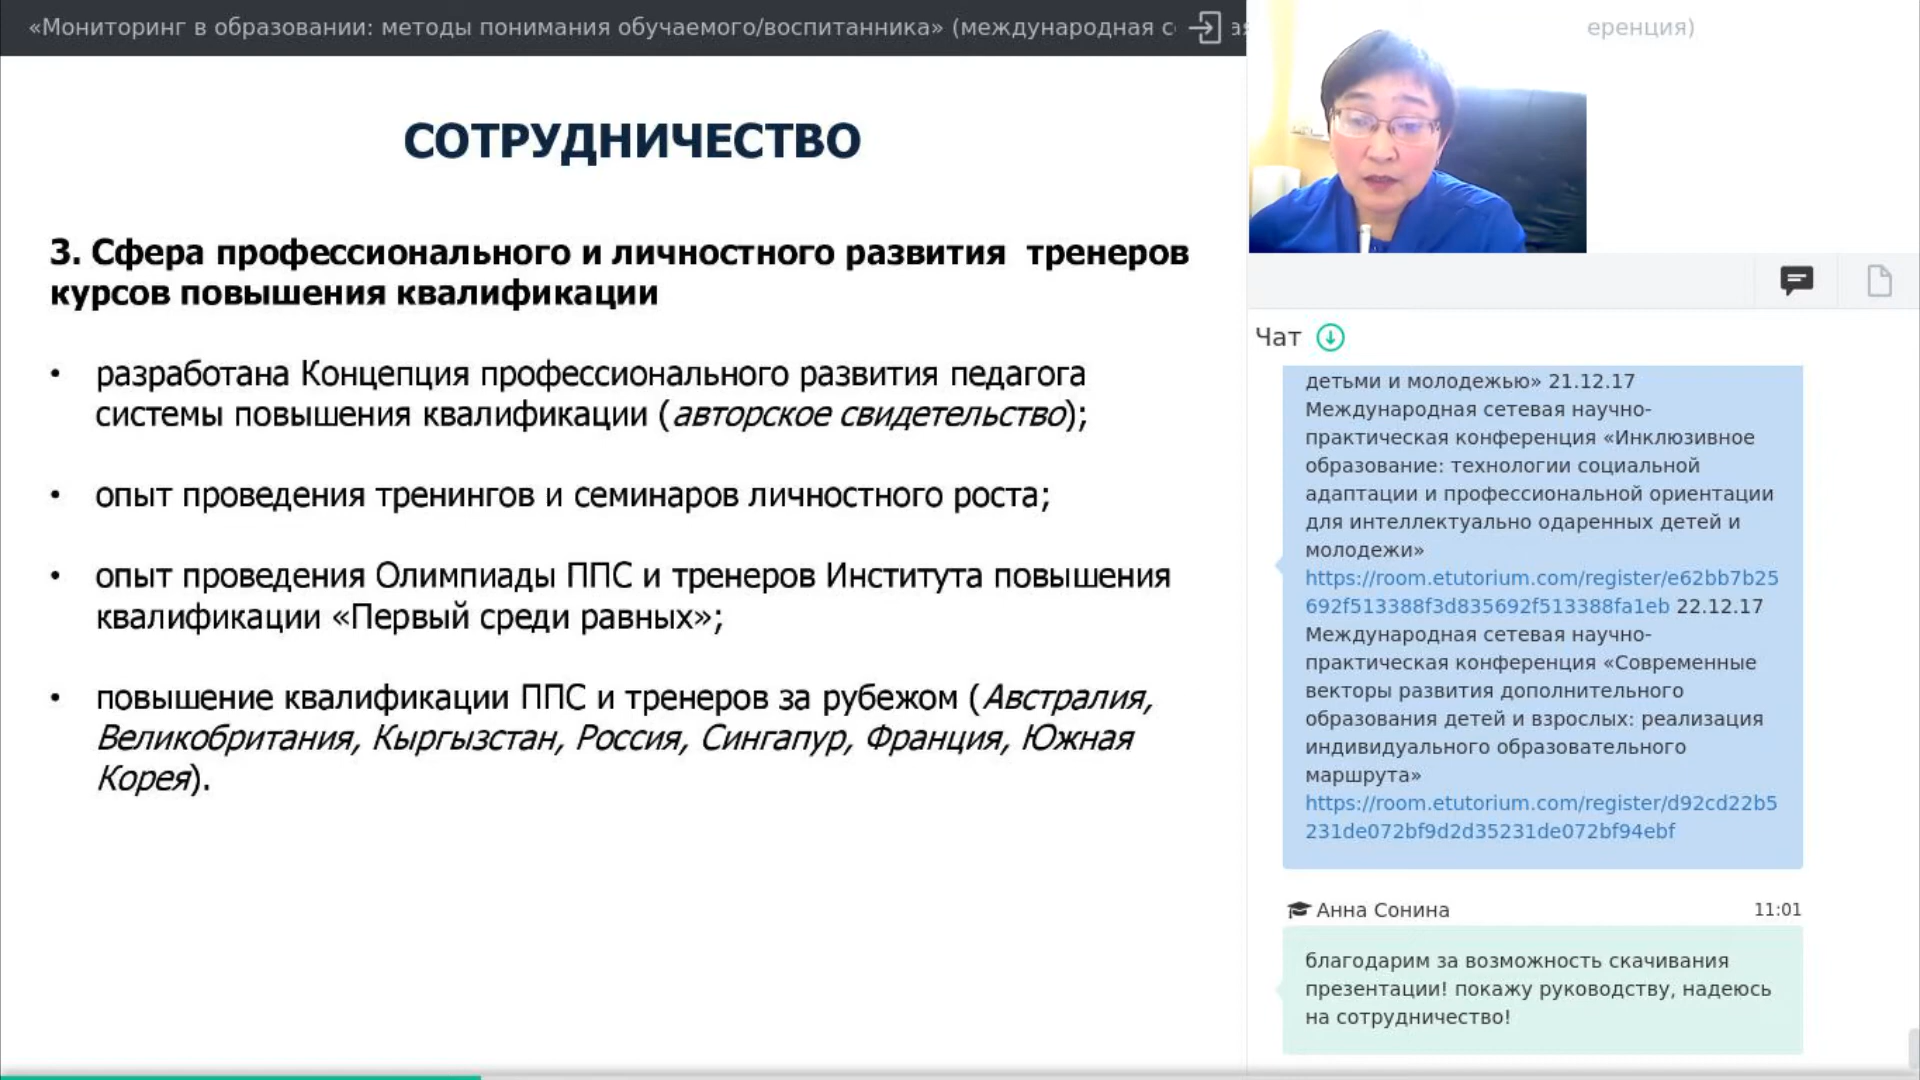 «Мониторинг в образовании: методы понимания обучаемого/воспитанника» (международная с
еренция)
СОТРУДНИЧЕСТВО
3. Сфера профессионального и личностного развития тренеров
курсов повышения квалификации
• разработана Концепция профессионального развития педагога
системы повышения квалификации (авторское свидетельство);
• опыт проведения тренингов и семинаров личностного роста;
• опыт проведения Олимпиады ППС и тренеров Института повышения
квалификации «Первый среди равных»;
• повышение квалификации ППС и тренеров за рубежом (Австралия,
Великобритания, Кыргызстан, Россия, Сингапур, Франция, Южная
Корея).
Чат
детьми и молодежью» 21.12.17
Международная сетевая научно-
практическая конференция «Инклюзивное
образование: технологии социальной
адаптации и профессиональной ориентации
для интеллектуально одаренных детей и
молодежи»
https://room.etutorium.com/register/e62bb7b25
692f513388f3d835692f513388fa1eb 22.12.17
Международная сетевая научно-
практическая конференция «Современные
векторы развития дополнительного
образования детей и взрослых: реализация
индивидуального образовательного
маршрута»
https://room.etutorium.com/register/d92cd22b5
231de072bf9d2d35231de072bf94ebf
Анна Сонина 11:01
благодарим за возможность скачивания
презентации! покажу руководству, надеюсь
на сотрудничество!